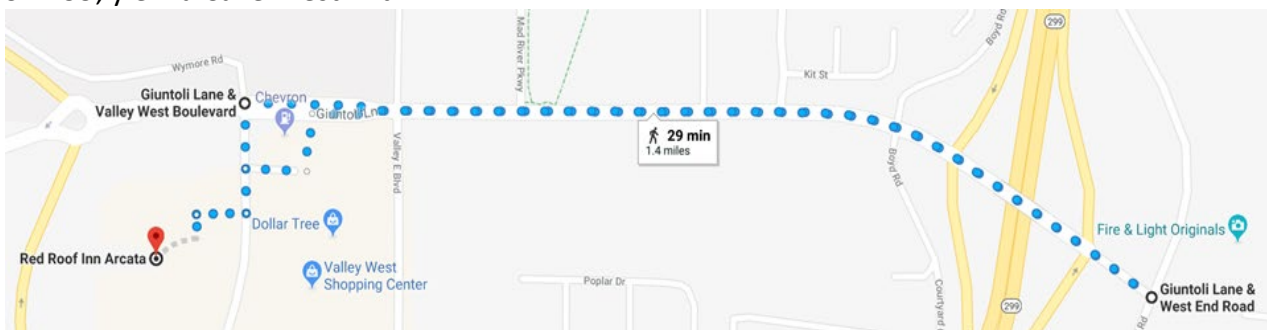 Wymore Rd
Giuntoli Lane &
Valley West Boulevard
Chevron
Giuntoli Ln
Mad River Pkwy
Kit St
Boyd Rd
299
29 min
1.4 miles
Valley E Blvd
Boyd Rd
Dollar Tree
Fire & Light Originals
Red Roof Inn Arcata
Valley West
Shopping Center
Poplar Dr
Giuntoli Lane &
West End Road
299
Courtyard
Rd